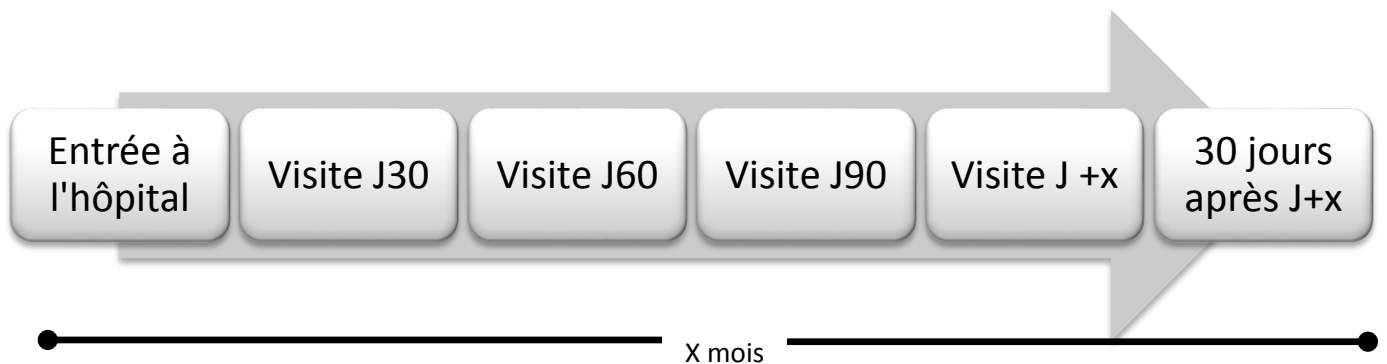 Entrée à
l'hôpital
Visite J30
Visite J60
Visite J90
Visite J +x
30 jours
après J+x
X mois